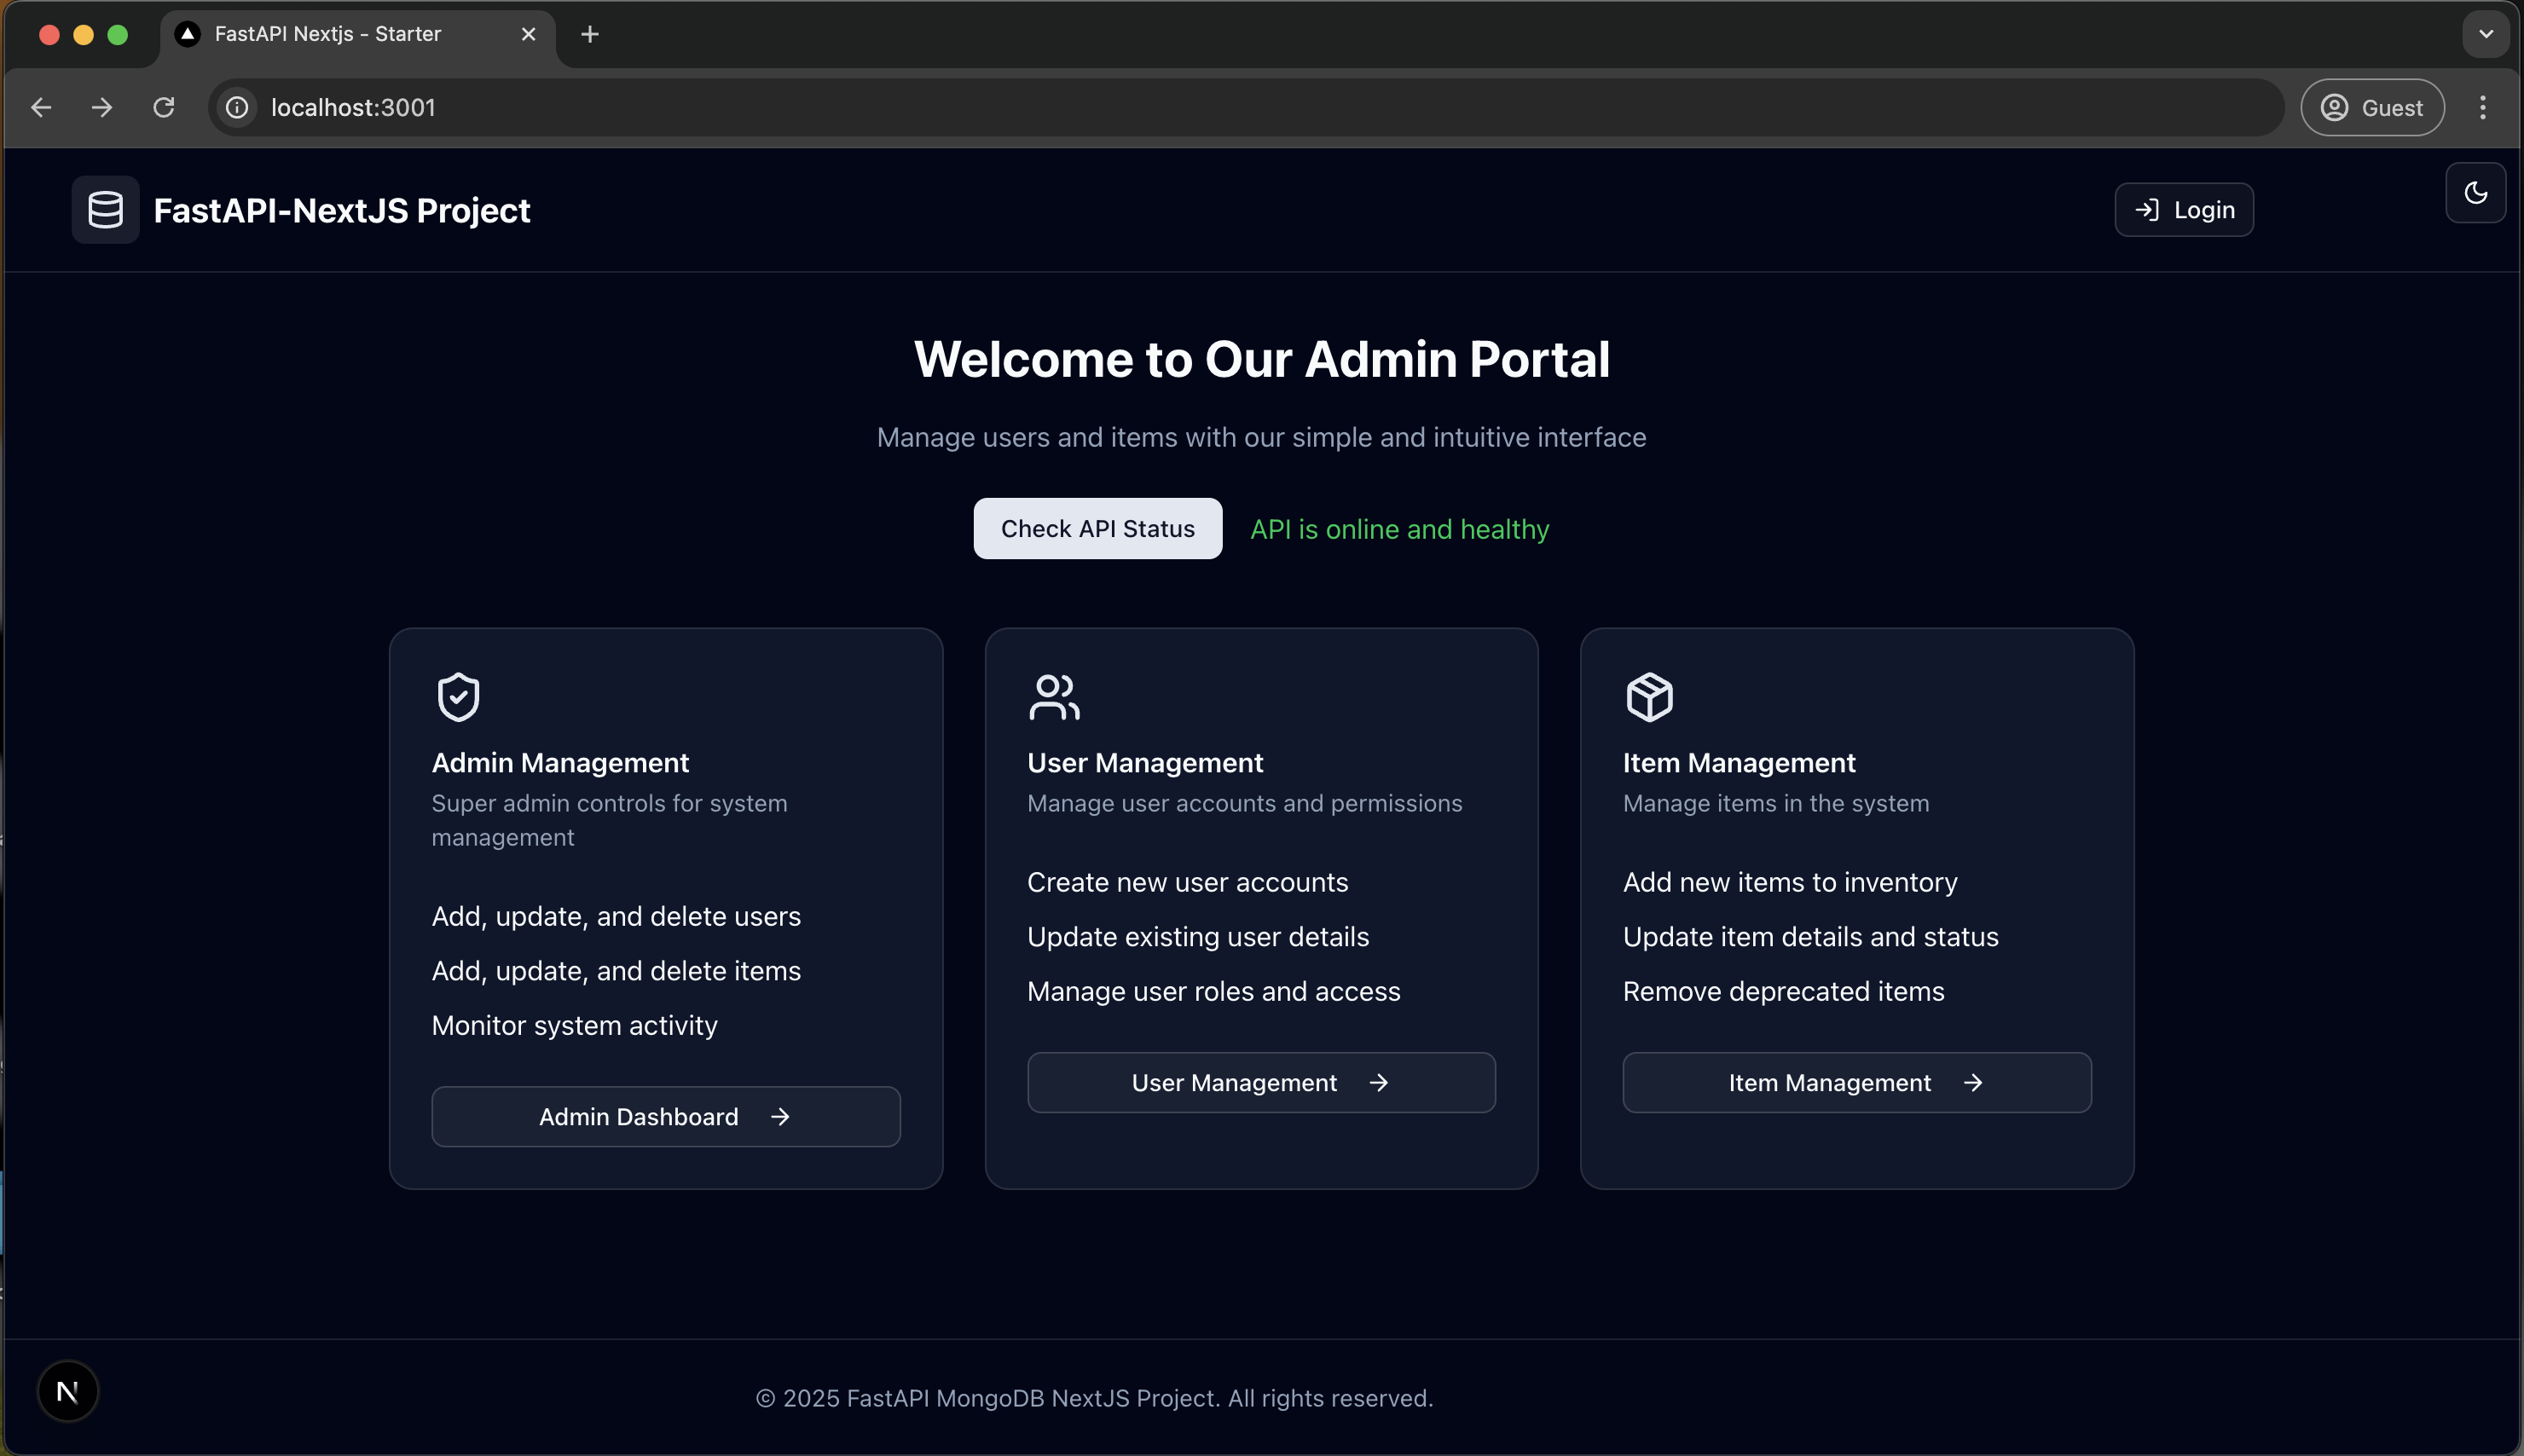 FastAPI Nextjs - Starter
localhost:3001
Guest
FastAPI-NextJS Project
Login
Welcome to Our Admin Portal
Manage users and items with our simple and intuitive interface
Check API Status
API is online and healthy
Admin Management
Super admin controls for system
management
Add, update, and delete users
Add, update, and delete items
Monitor system activity
Admin Dashboard
User Management
Manage user accounts and permissions
Create new user accounts
Update existing user details
Manage user roles and access
User Management
Item Management
Manage items in the system
Add new items to inventory
Update item details and status
Remove deprecated items
Item Management
N
© 2025 FastAPI MongoDB NextJS Project. All rights reserved.